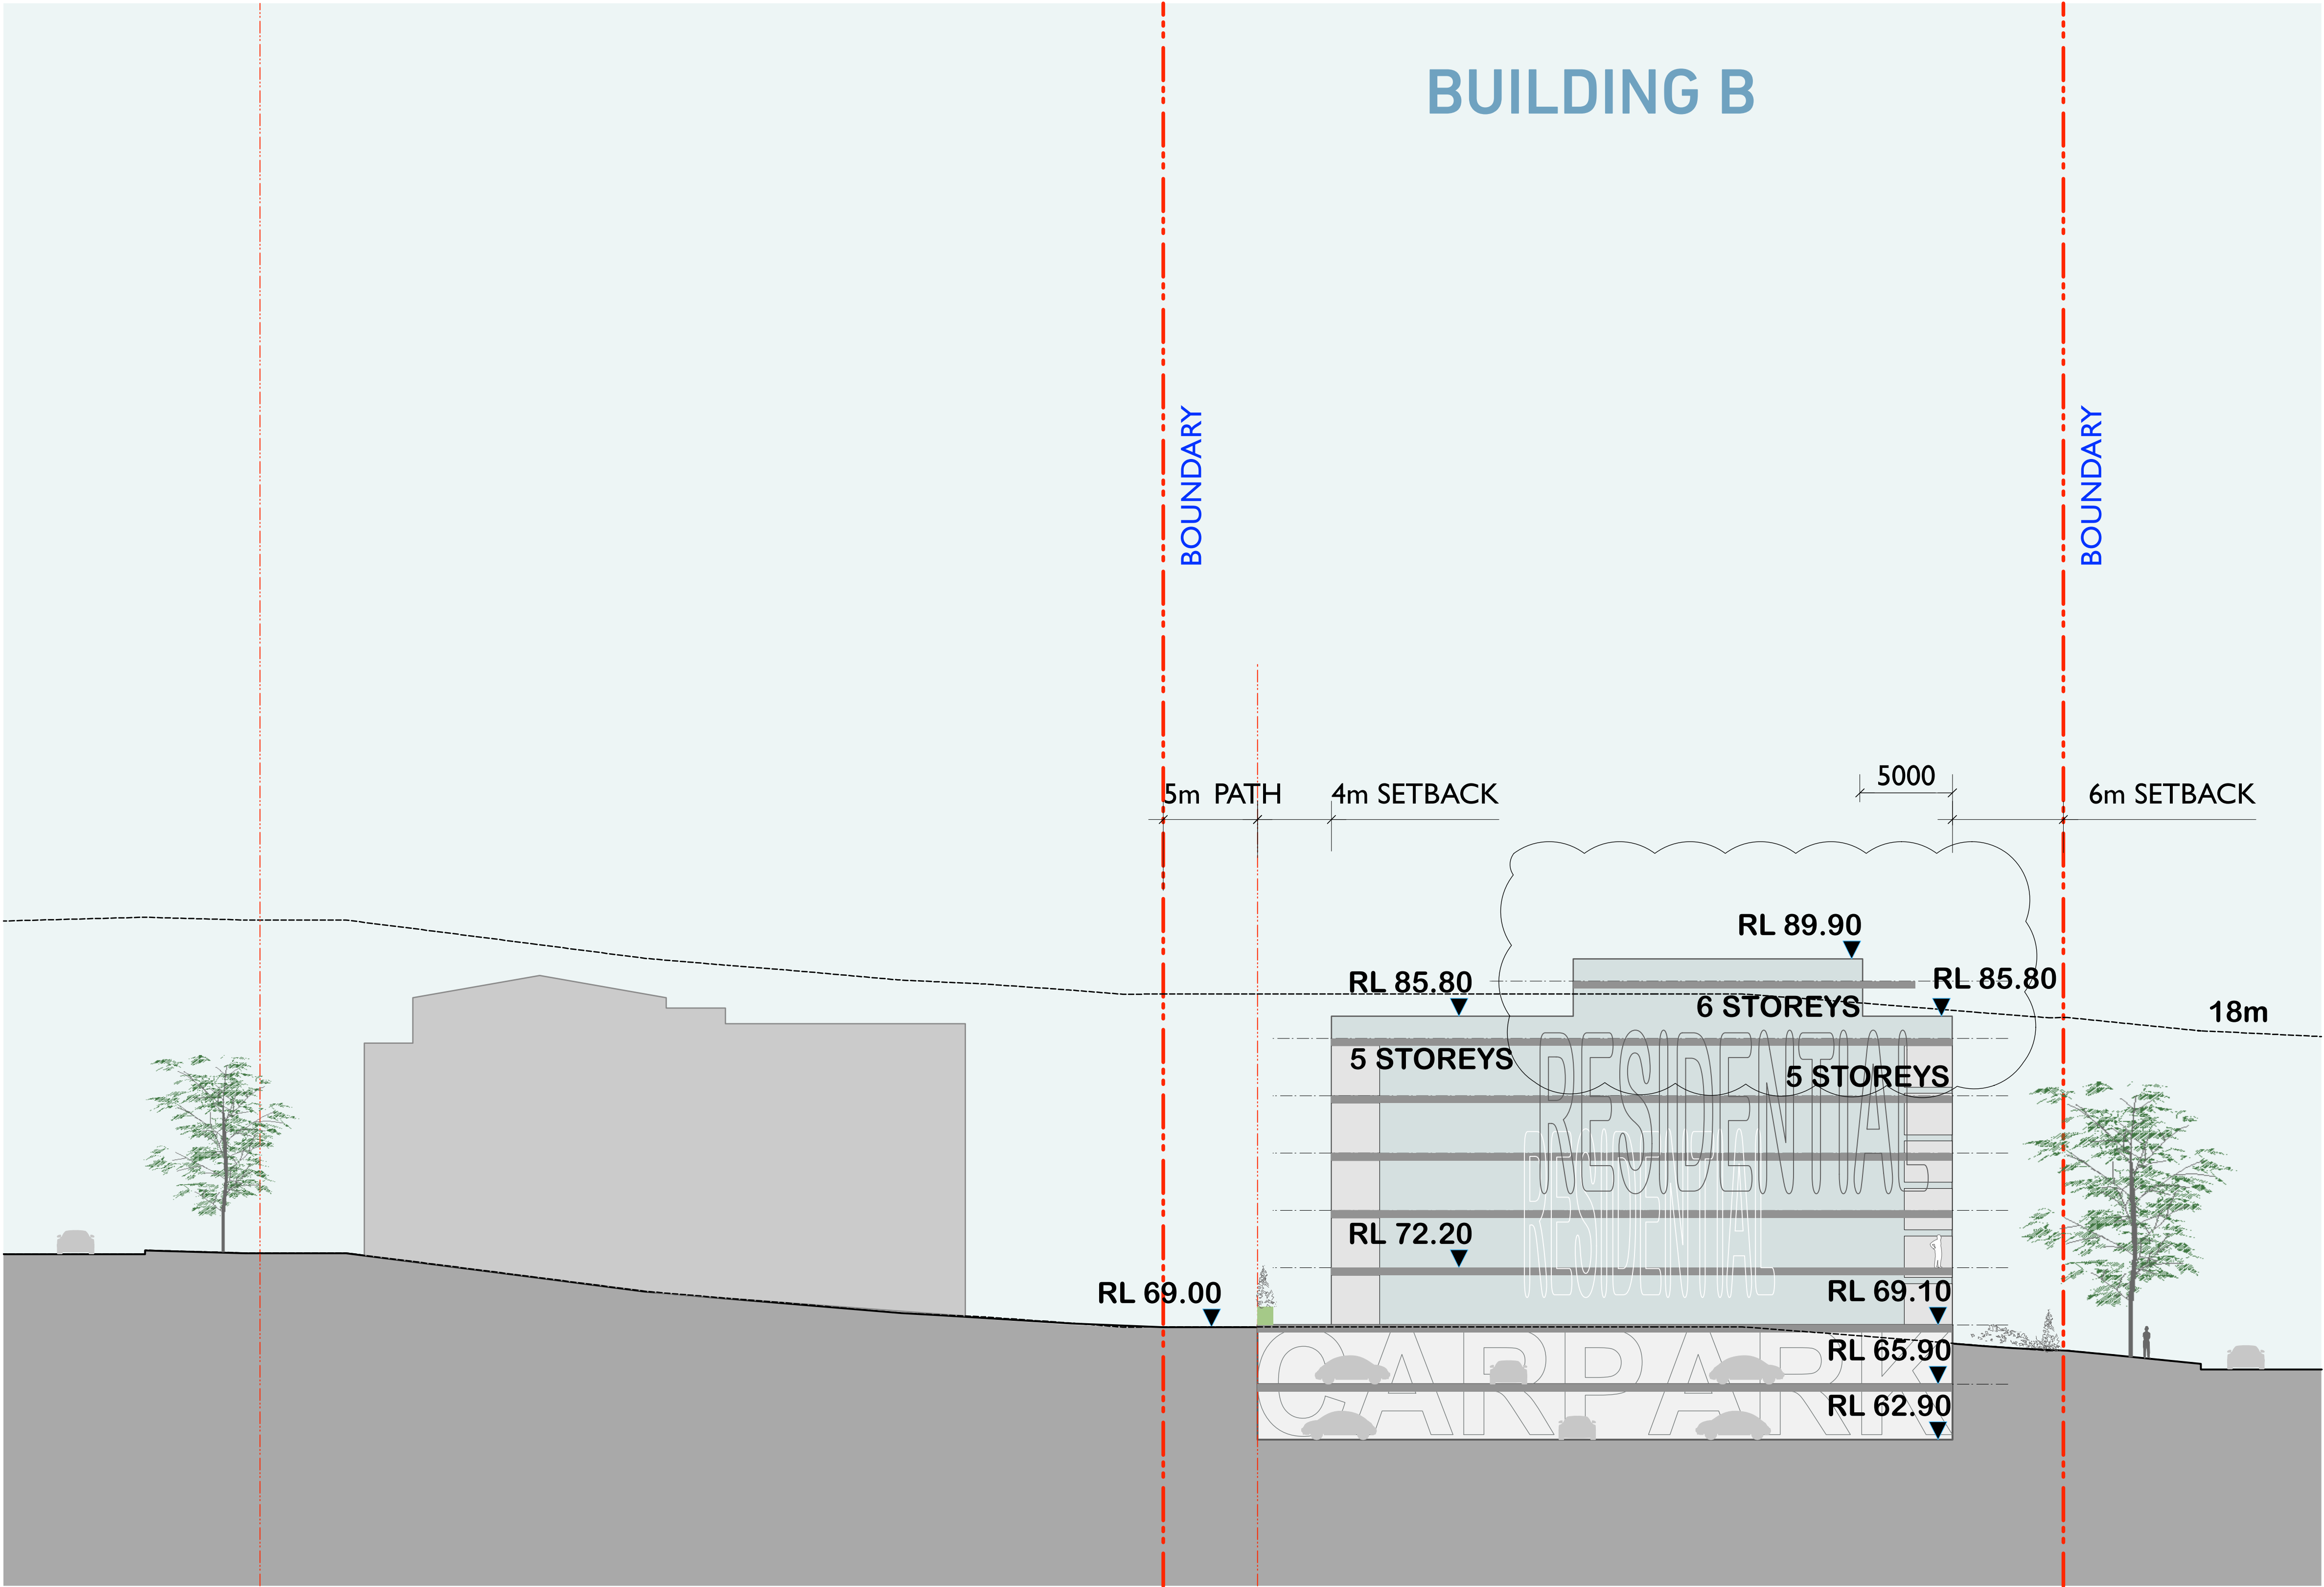 BUILDING B
BOUNDARY
BOUNDARY
5000
5m PATH
4m SETBACK
6m SETBACK
RL 89.90
RL 85.80
RL 85.80
6 STOREYS
18m
5 STOREYS
5 STOREYS
RESIDENTIAL
RESIDENTIAL
RL 72.20
RL 69.00
RL 69.10
RL 65.90
CARPARK
RL 62.90